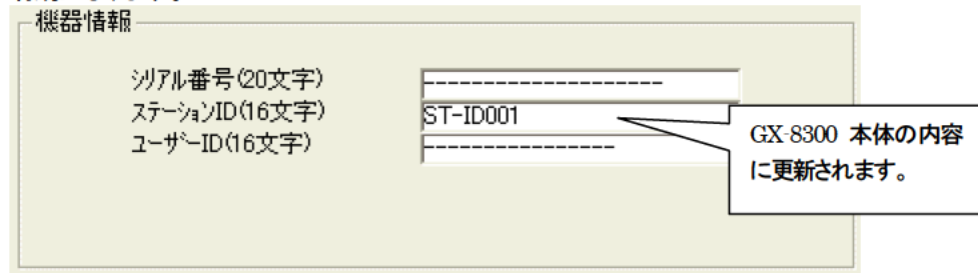 機器情報
シリアル番号(20文字)
--------------------
ステーションID(16文字)
ST-ID001
ユーザーID(16文字)
----------------
GX-8300 本体の内容
に更新されます。